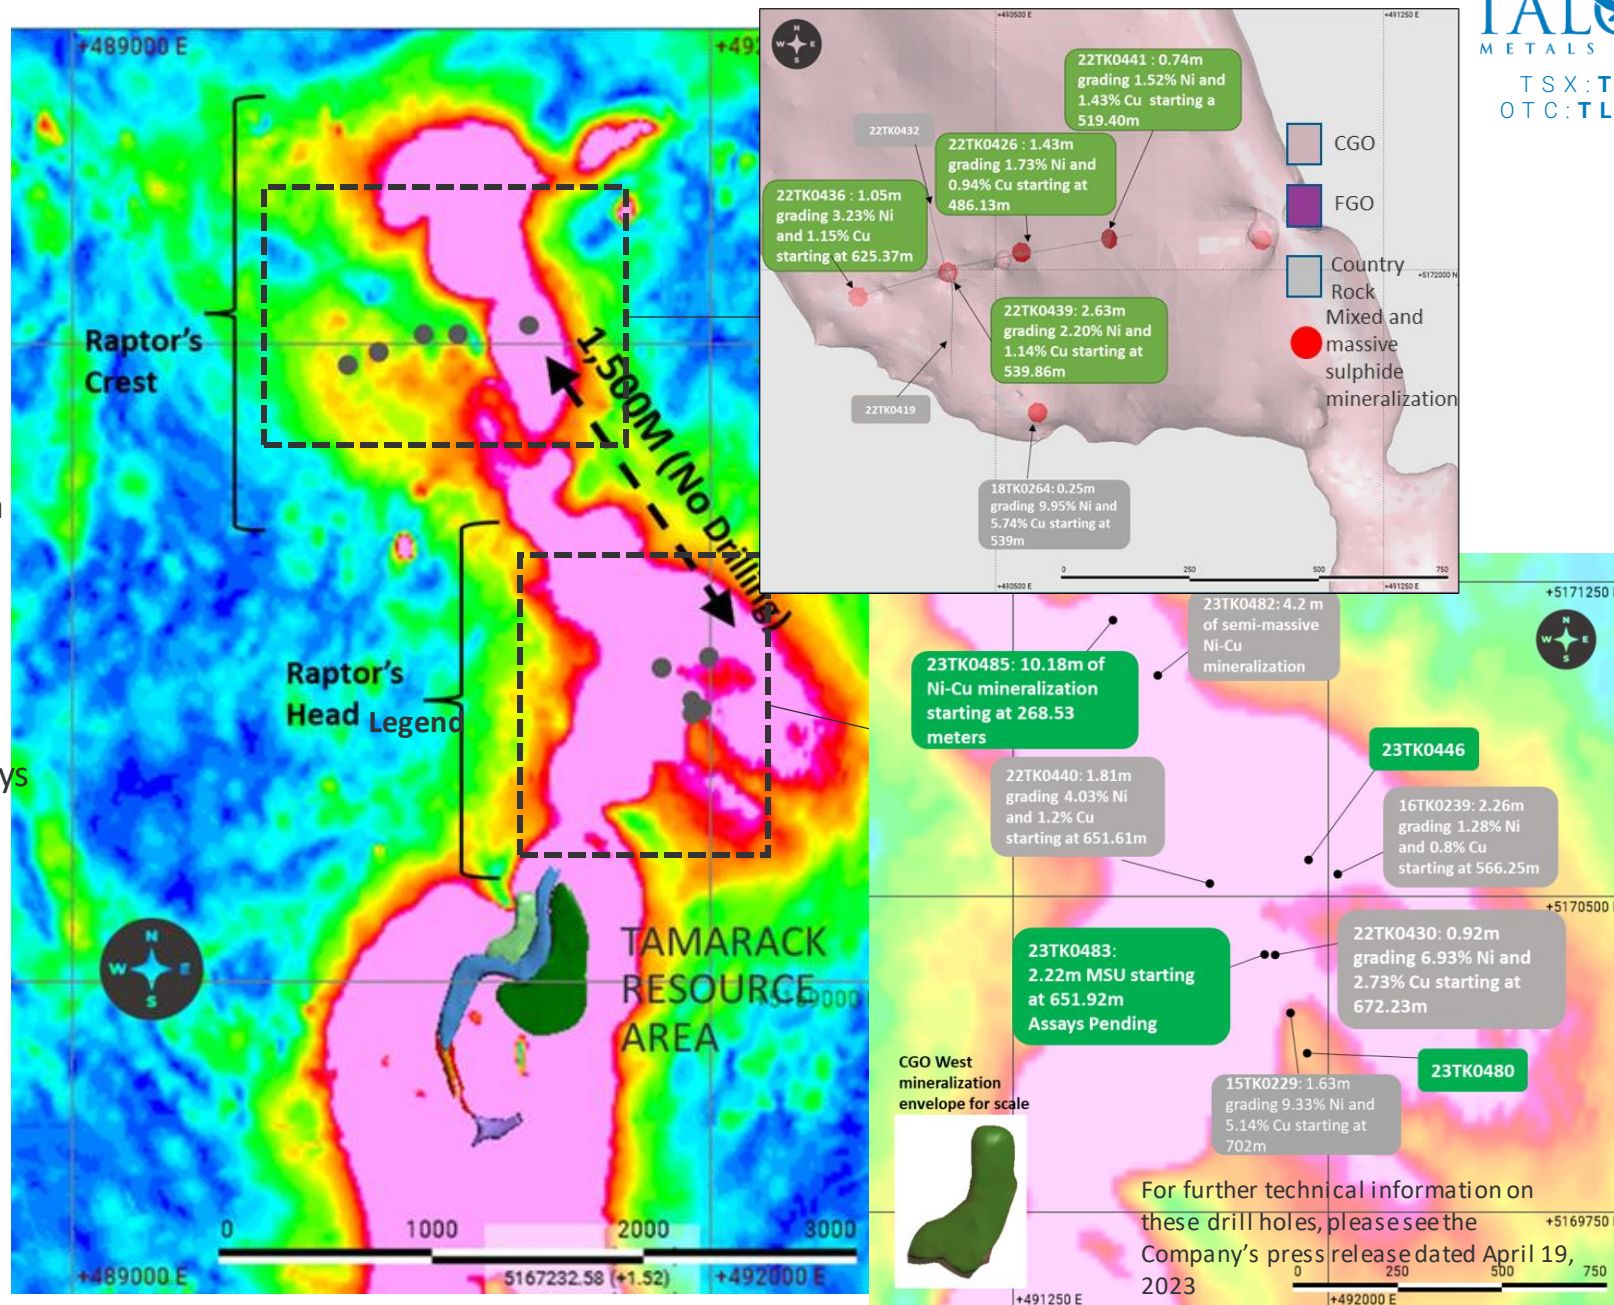 +489000 E
Raptor's
Crest
1,500M (No Drilling)
Raptor's
Head
Legend
ys
TAMARACK
RESOURCE
AREA
0 1000 2000 3000
5167232.58 (+1.52)
+489000 E
+492000 E
N
W E
S
+490500 E
+491250 E
22TK0441 : 0.74m
grading 1.52% Ni and
1.43% Cu starting a
519.40m
22TK0432
22TK0426 : 1.43m
grading 1.73% Ni and
0.94% Cu starting at
486.13m
22TK0436 : 1.05m
grading 3.23% Ni
and 1.15% Cu
starting at 625.37m
22TK0439: 2.63m
grading 2.20% Ni and
1.14% Cu starting at
539.86m
22TK0419
18TK0264: 0.25m
grading 9.95% Ni and
5.74% Cu starting at
539m
CGO
FGO
Country
Rock
Mixed and
massive
sulphide
mineralization
+5172000 N
0 250 500 750
+490500 E
+491250 E
METALS
TSX:T
OTC:TL
+5171250
23TK0482: 4.2 m
of semi-massive
Ni-Cu
mineralization
23TK0485: 10.18m of
Ni-Cu mineralization
starting at 268.53
meters
23TK0446
22TK0440: 1.81m
grading 4.03% Ni
and 1.2% Cu
starting at 651.61m
16TK0239: 2.26m
grading 1.28% Ni
and 0.8% Cu
starting at 566.25m
+5170500
23TK0483:
2.22m MSU starting
at 651.92m
Assays Pending
22TK0430: 0.92m
grading 6.93% Ni and
2.73% Cu starting at
672.23m
23TK0480
15TK0229: 1.63m
grading 9.33% Ni and
5.14% Cu starting at
702m
CGO West
mineralization
envelope for scale
For further technical information on
these drill holes, please see the
Company's press release dated April 19,
2023
+5169750
0 250 500 750
+491250 E
+492000 E